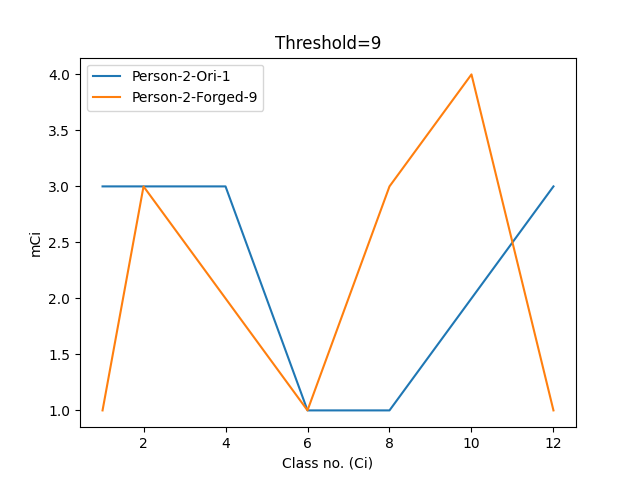 Threshold=9
Person-2-Ori-1
Person-2-Forged-9
mCi
4.0
3.5
3.0
2.5
2.0
1.5
1.0
2 4 6 8 10 12
Class no. (Ci)